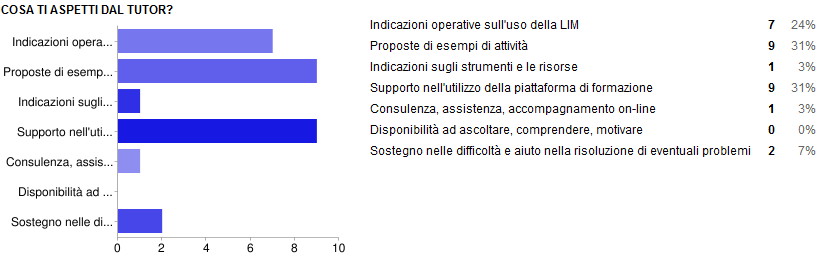 COSA TI ASPETTI DAL TUTOR?
Indicazioni opera...
Proposte di esemp...
Indicazioni sugli...
Supporto nell'uti...
Consulenza, assis...
Disponibilità ad ...
Sostegno nelle di...
0 2 4 6 8 10
Indicazioni operative sull'uso della LIM 7 24%
Proposte di esempi di attività 9 31%
Indicazioni sugli strumenti e le risorse 1 3%
Supporto nell'utilizzo della piattaforma di formazione 9 31%
Consulenza, assistenza, accompagnamento on-line 1 3%
Disponibilità ad ascoltare, comprendere, motivare 0 0%
Sostegno nelle difficoltà e aiuto nella risoluzione di eventuali problemi 2 7%